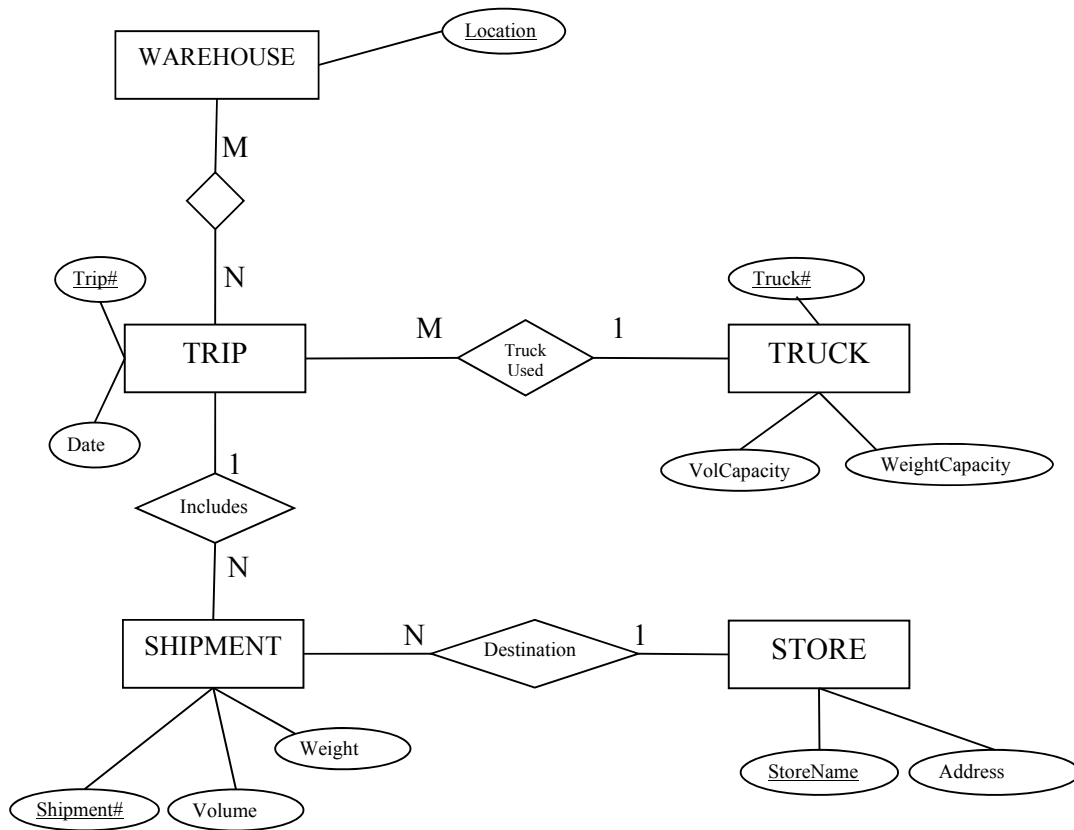 Location
WAREHOUSE
M
N
Trip#
Truck#
TRIP
M
Truck
Used
1
TRUCK
Date
VolCapacity
WeightCapacity
1
Includes
N
SHIPMENT
N
Destination
1
STORE
Weight
Shipment#
Volume
StoreName
Address